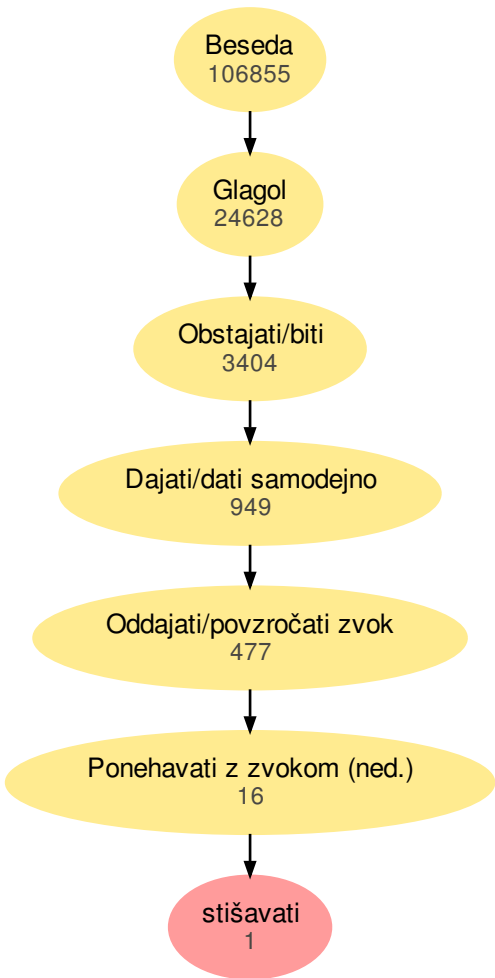 Beseda
106855
Glagol
24628
Obstajati/biti
3404
Dajati/dati samodejno
949
Oddajati/povzročati zvok
477
Ponehavati z zvokom (ned.)
16
stišavati
1